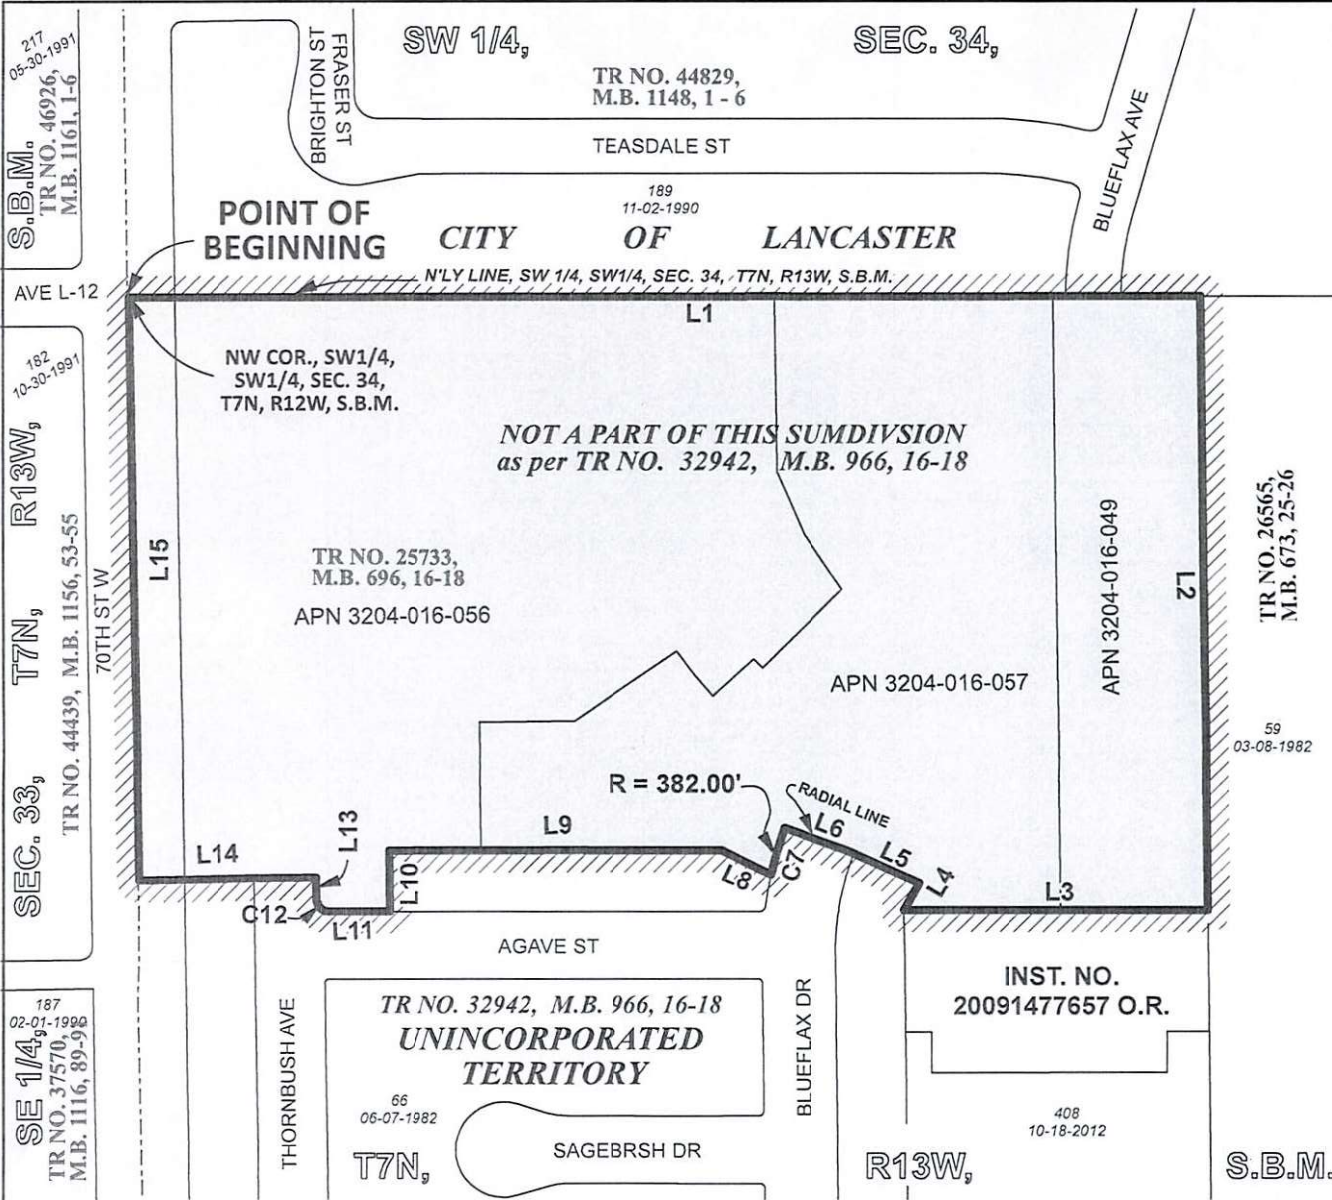 SW 1/4, SEC. 34,
217
05-30-1991
TR NO. 46926,
M.B. 1161, 1-6
S.B.M.
BRIGHTON ST
FRASER ST
TR NO. 44829,
M.B. 1148, 1 - 6
TEASDALE ST
BLUEFLAX AVE
189
11-02-1990
POINT OF
BEGINNING
CITY OF LANCASTER
N'LY LINE, SW 1/4, SW1/4, SEC. 34, T7N, R13W, S.B.M.
AVE L-12
L1
NW COR., SW1/4,
SW1/4, SEC. 34,
T7N, R12W, S.B.M.
182
10-30-1991
NOT A PART OF THIS SUMDIVSION
as per TR NO. 32942, M.B. 966, 16-18
SEC. 33, T7N, R13W,
TR NO. 44439, M.B. 1156, 53-55
70TH ST W
L15
TR NO. 25733,
M.B. 696, 16-18
APN 3204-016-056
APN 3204-016-057
APN 3204-016-049
L2
TR NO. 26565,
M.B. 673, 25-26
59
03-08-1982
R = 382.00'
RADIAL LINE
L6
L5
L4
L3
C7
L8
L9
L10
L13
L14
C12
L11
AGAVE ST
INST. NO.
20091477657 O.R.
187
02-01-1990
SE 1/4,
TR NO. 37570,
THORNBUSH AVE
TR NO. 32942, M.B. 966, 16-18
UNINCORPORATED
TERRITORY
BLUEFLAX DR
66
06-07-1982
408
10-18-2012
SAGEBRSH DR
T7N, R13W, S.B.M.